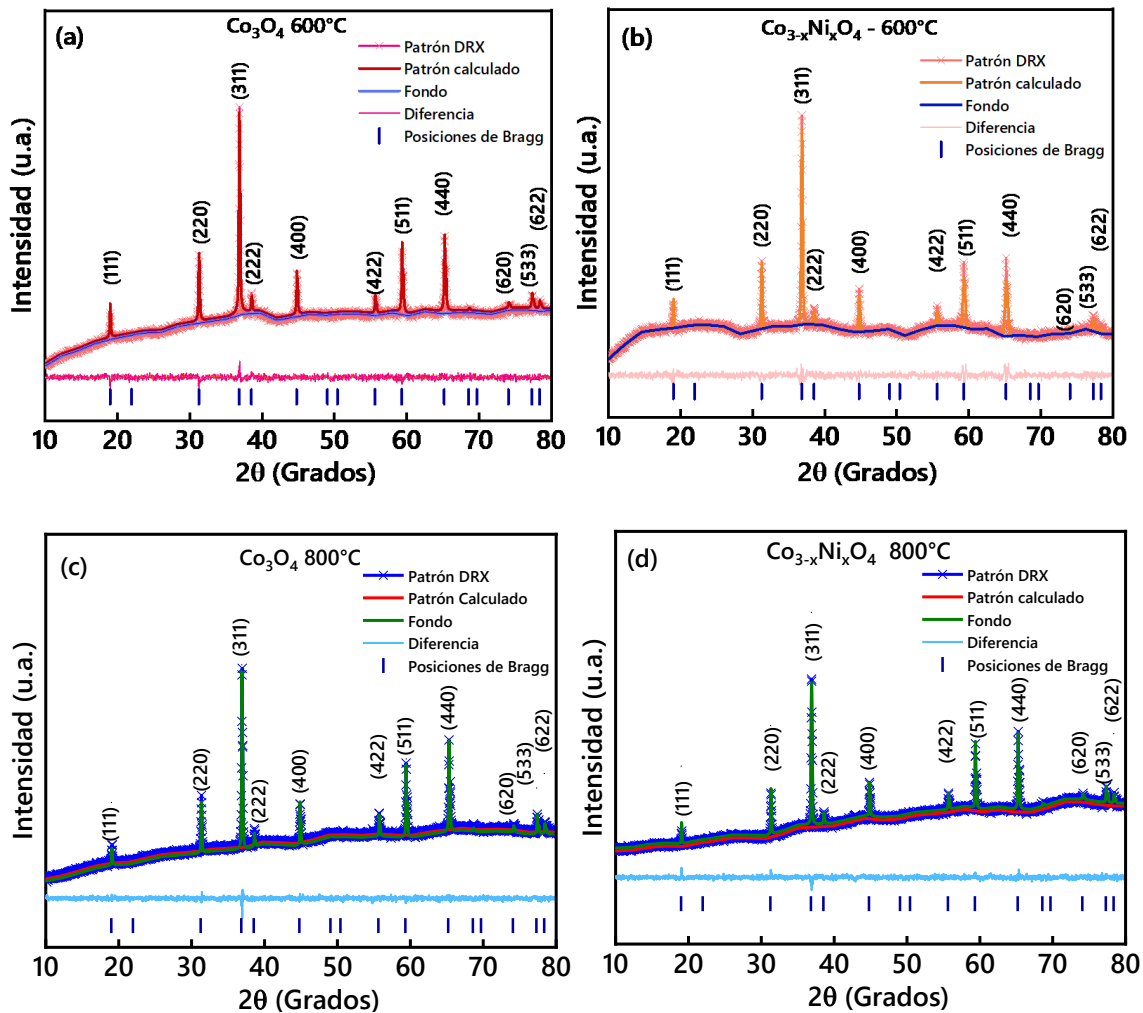 (a)
Co₃O₄ 600°C
Patrón DRX
Patrón calculado
Fondo
Diferencia
Posiciones de Bragg
(111)
(220)
(311)
(222)
(400)
(422)
(511)
(440)
(620)
(533)
(622)
Intensidad (u.a.)
10 20 30 40 50 60 70 80
2θ (Grados)
(b)
Co₃₋ₓNiₓO₄ - 600°C
Patrón DRX
Patrón calculado
Fondo
Diferencia
Posiciones de Bragg
(111)
(220)
(311)
(222)
(400)
(422)
(511)
(440)
(620)
(533)
(622)
Intensidad (u.a.)
10 20 30 40 50 60 70 80
2θ (Grados)
(c)
Co₃O₄ 800°C
Patrón DRX
Patrón Calculado
Fondo
Diferencia
Posiciones de Bragg
(111)
(220)
(311)
(222)
(400)
(422)
(511)
(440)
(620)
(533)
(622)
Intensidad (u.a.)
10 20 30 40 50 60 70 80
2θ (Grados)
(d)
Co₃₋ₓNiₓO₄ 800°C
Patrón DRX
Patrón calculado
Fondo
Diferencia
Posiciones de Bragg
(111)
(220)
(311)
(222)
(400)
(422)
(511)
(440)
(620)
(533)
(622)
Intensidad (u.a.)
10 20 30 40 50 60 70 80
2θ (Grados)